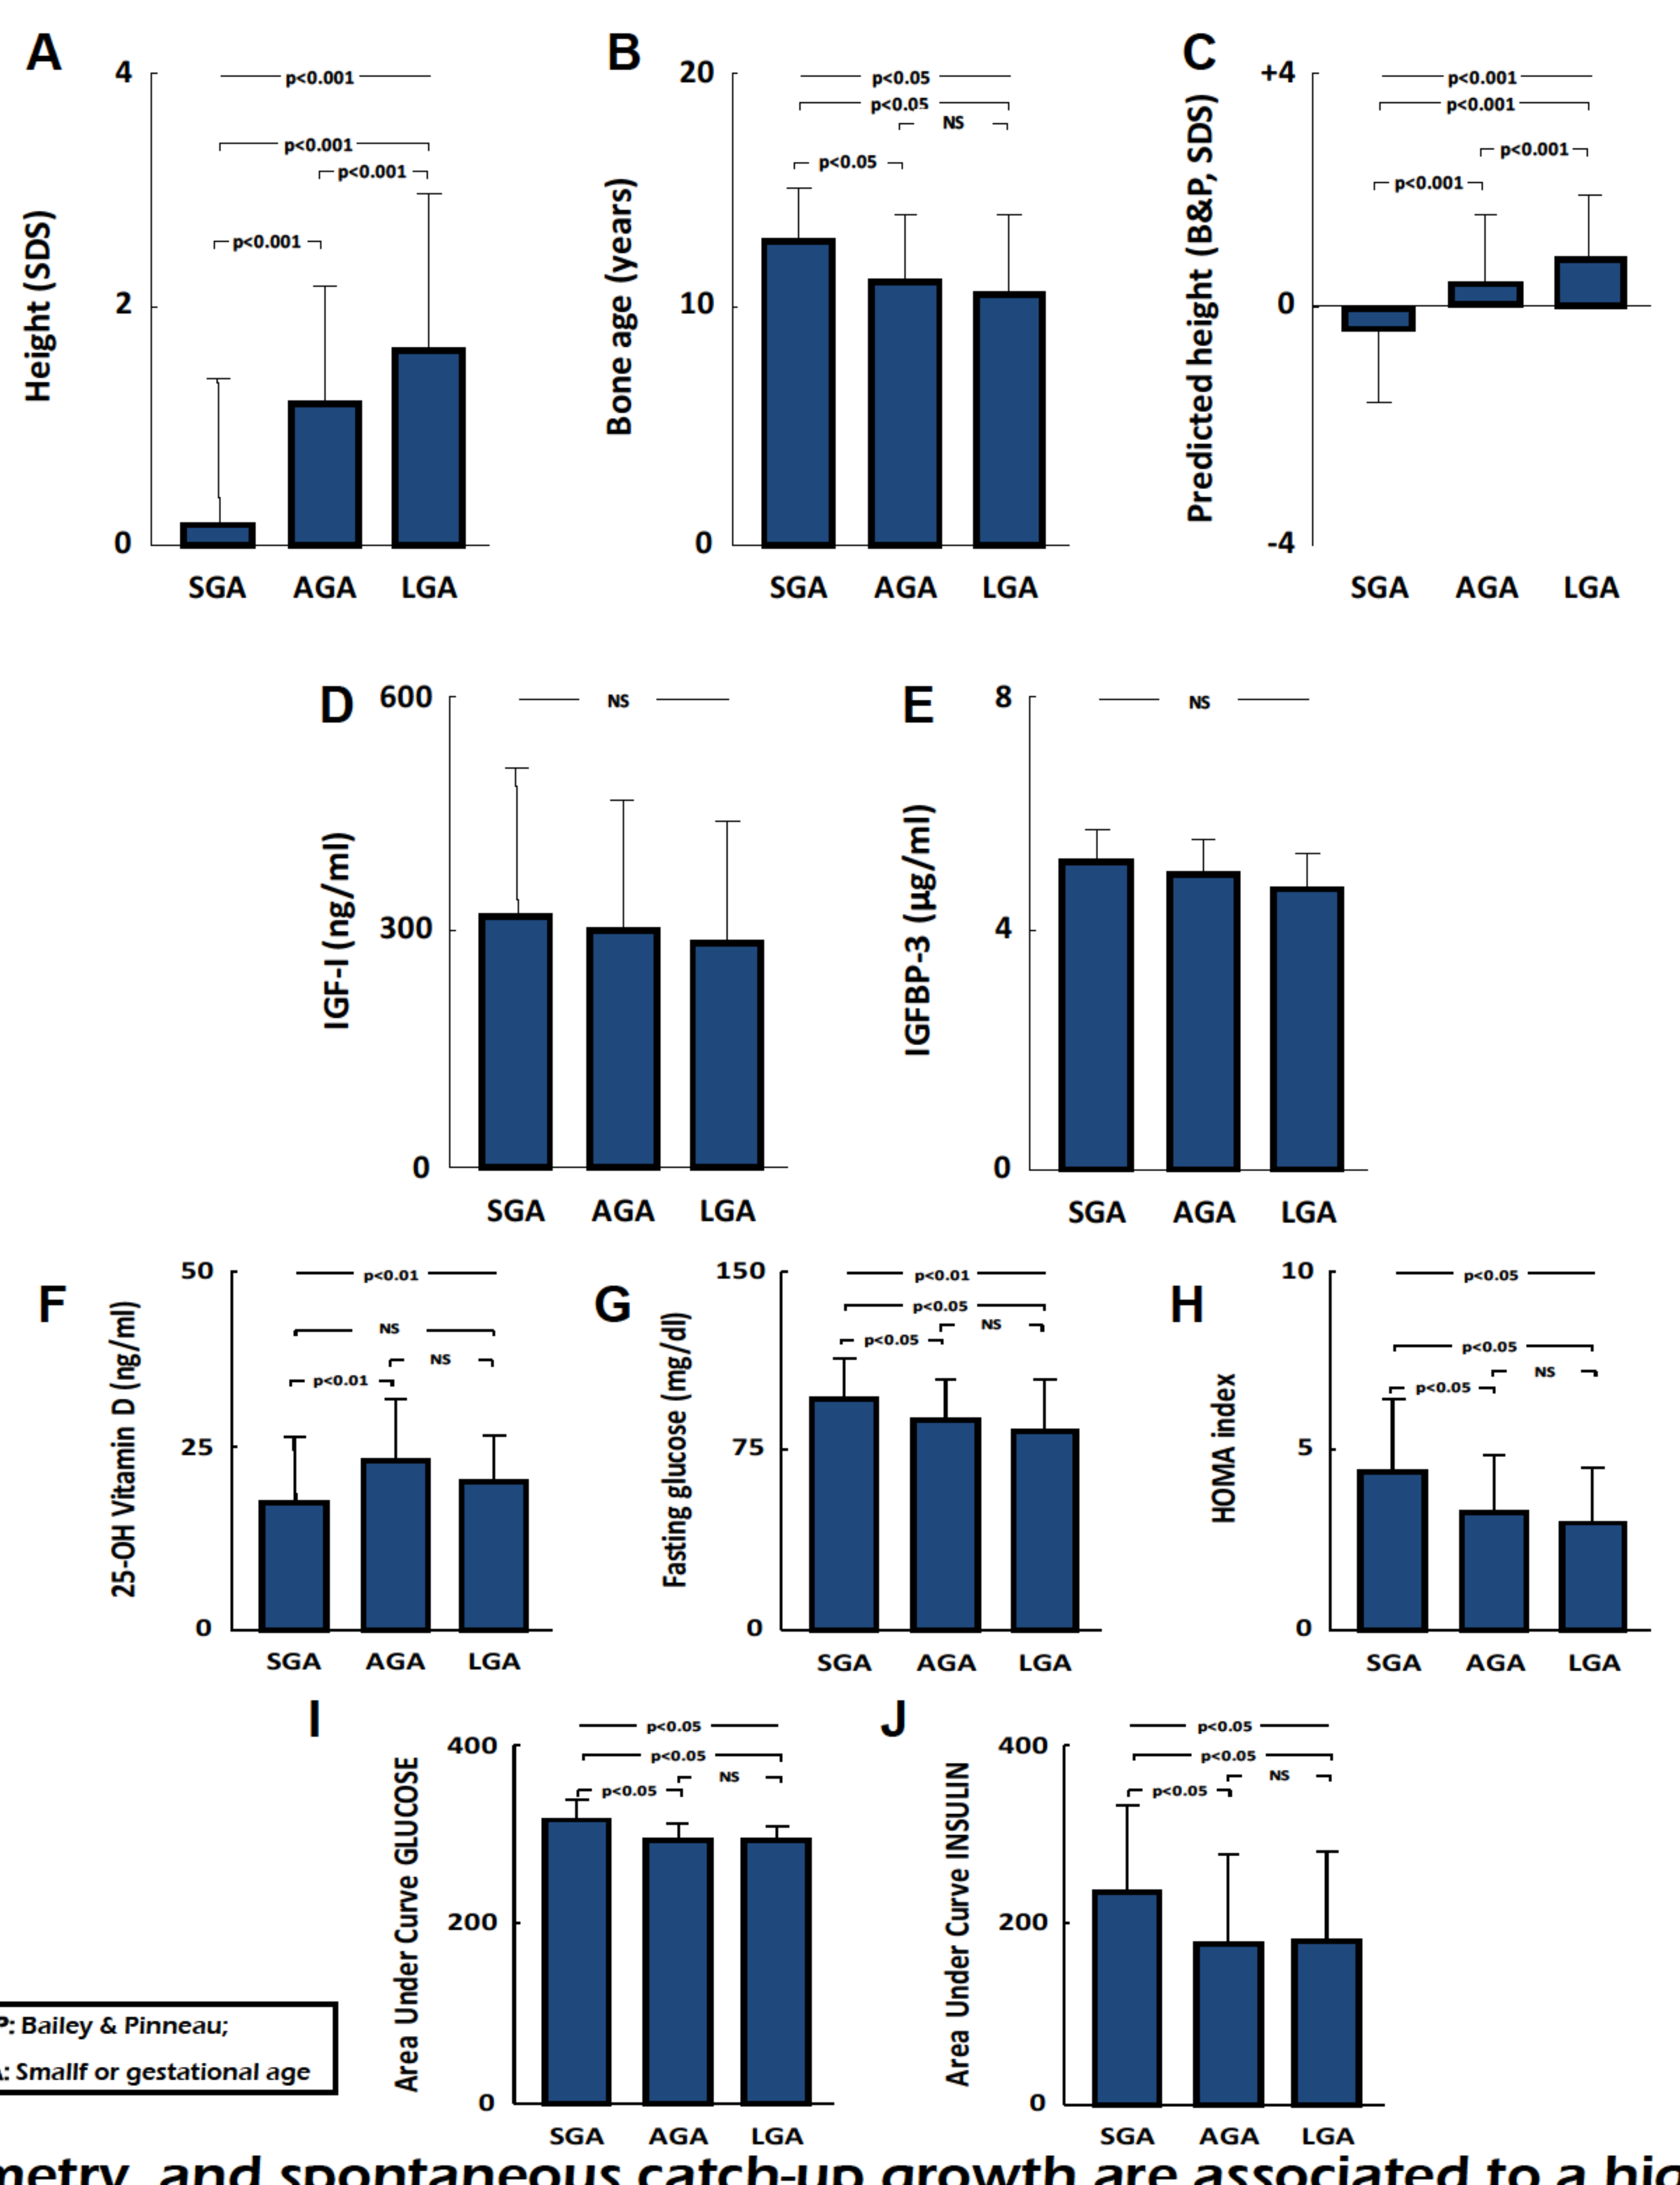 A
B
C
4
2
0
Height (SDS)
p<0.001
p<0.001
p<0.001
p<0.001
SGA AGA LGA
20
10
0
Bone age (years)
p<0.05
p<0.05
NS
p<0.05
SGA AGA LGA
+4
0
-4
Predicted height (B&P, SDS)
p<0.001
p<0.001
p<0.001
p<0.001
SGA AGA LGA
D
600
300
0
IGF-I (ng/ml)
NS
SGA AGA LGA
E
8
4
0
IGFBP-3 (µg/ml)
NS
SGA AGA LGA
F
50
25
0
25-OH Vitamin D (ng/ml)
p<0.01
NS
NS
p<0.01
SGA AGA LGA
G
150
75
0
Fasting glucose (mg/dl)
p<0.01
p<0.05
NS
p<0.05
SGA AGA LGA
H
10
5
0
HOMA index
p<0.05
p<0.05
NS
p<0.05
SGA AGA LGA
I
400
200
0
Area Under Curve GLUCOSE
p<0.05
p<0.05
NS
p<0.05
SGA AGA LGA
J
400
200
0
Area Under Curve INSULIN
p<0.05
p<0.05
NS
p<0.05
SGA AGA LGA
P: Bailey & Pinneau;
: Smallf or gestational age
metry, and spontaneous catch-up growth are associated to a hig